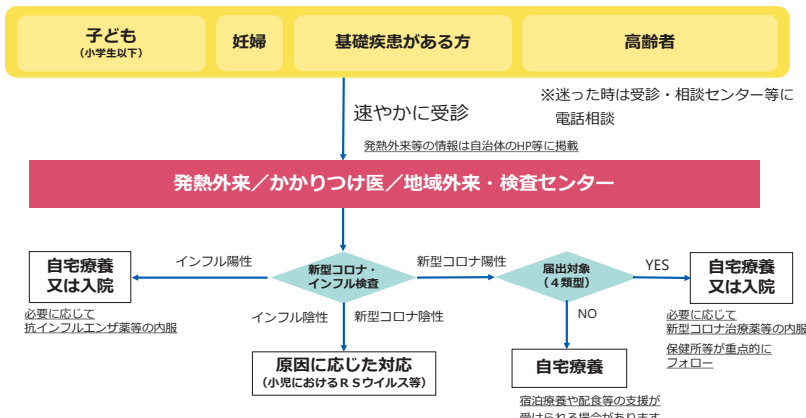 子ども
（小学生以下）
妊婦
基礎疾患がある方
高齢者
速やかに受診
※迷った時は受診・相談センター等に
電話相談
発熱外来等の情報は自治体のHP等に掲載
発熱外来／かかりつけ医／地域外来・検査センター
自宅療養
又は入院
インフル陽性
新型コロナ・
インフル検査
新型コロナ陽性
届出対象
（４類型）
YES
自宅療養
又は入院
必要に応じて
抗インフルエンザ薬等の内服
インフル陰性
新型コロナ陰性
NO
必要に応じて
新型コロナ治療薬等の内服
保健所等が重点的に
フォロー
原因に応じた対応
（小児におけるＲＳウイルス等）
自宅療養
宿泊療養や配食等の支援が
受けられる場合があります